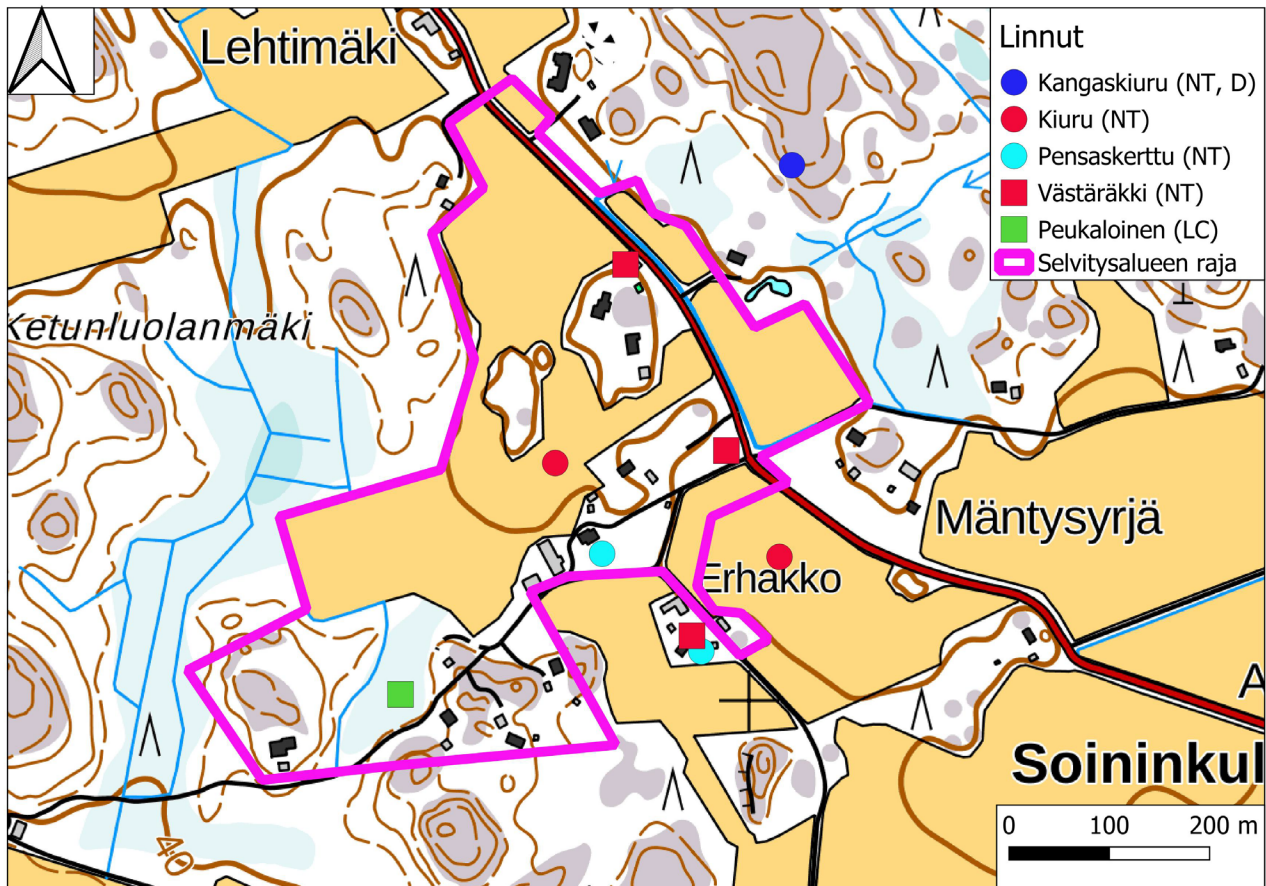 Lehtimäki
Linnut
Kangaskiuru (NT, D)
Kiuru (NT)
Pensaskerttu (NT)
Västäräkki (NT)
Peukaloinen (LC)
Selvitysalueen raja
Ketunluolanmäki
Mäntysyrjä
Erhakko
A
Soininkul
40
0 100 200 m